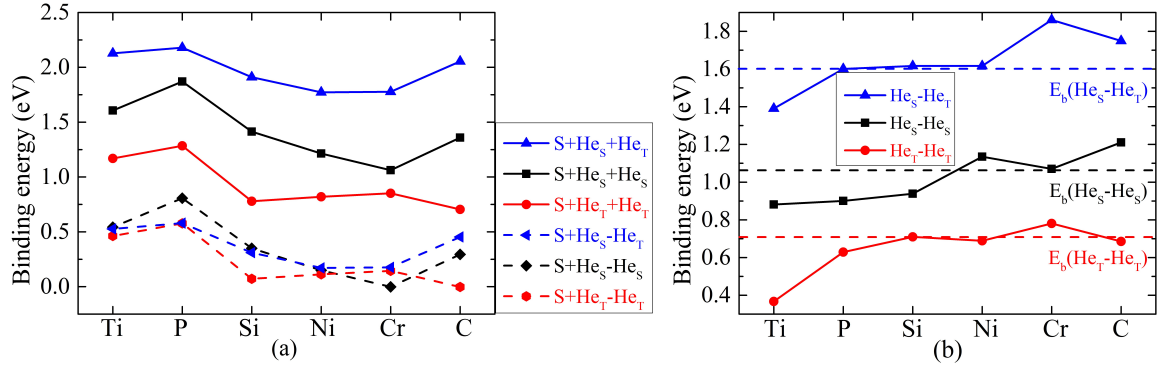 (a)
2.5
2.0
1.5
1.0
0.5
0.0
Binding energy (eV)
Ti P Si Ni Cr C
S+He_S+He_T
S+He_S+He_S
S+He_T+He_T
S+He_S-He_T
S+He_S-He_S
S+He_T-He_T
(a)
(b)
1.8
1.6
1.4
1.2
1.0
0.8
0.6
0.4
Binding energy (eV)
He_S-He_T
He_S-He_S
He_T-He_T
E_b(He_S-He_T)
E_b(He_S-He_S)
E_b(He_T-He_T)
Ti P Si Ni Cr C
(b)